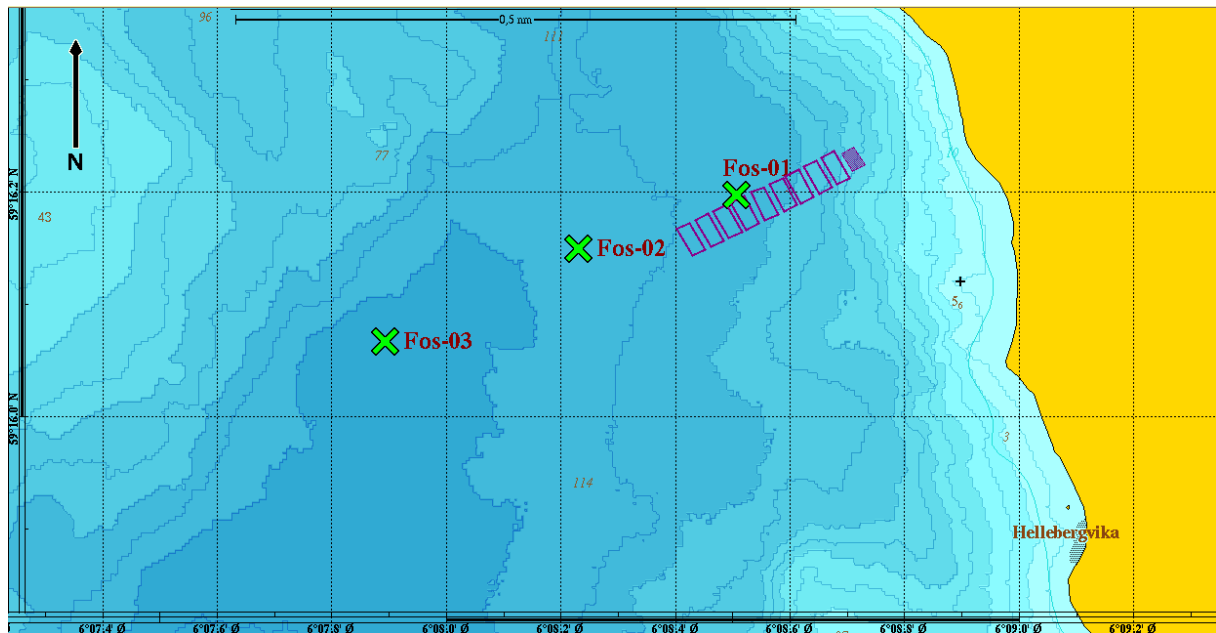 96
0,5 nm
111
N
77
10
Fos-01
59°16.2' N
43
Fos-02
5₆
Fos-03
59°16.0' N
3
114
Hellebergvika
6°07.4' Ø
6°07.6' Ø
6°07.8' Ø
6°08.0' Ø
6°08.2' Ø
6°08.4' Ø
6°08.6' Ø
6°08.8' Ø
6°09.0' Ø
6°09.2' Ø